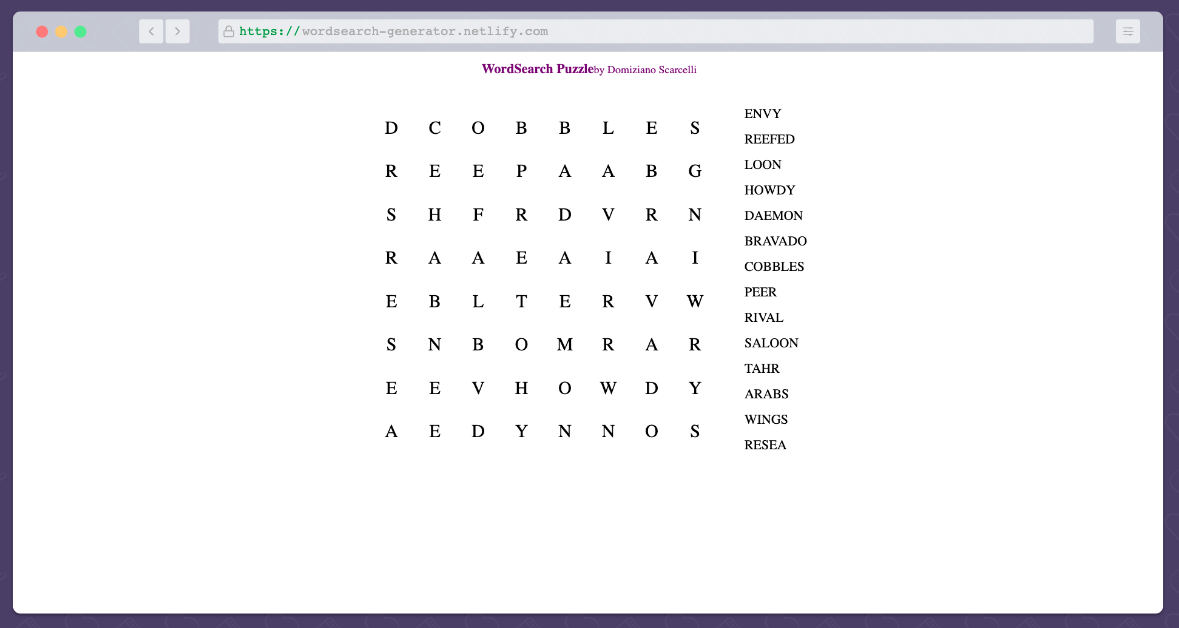 https://wordsearch-generator.netlify.com
WordSearch Puzzleby Domiziano Scarcelli
D C O B B L E S
R E E P A A B G
S H F R D V R N
R A A E A I A I
E B L T E R V W
S N B O M R A R
E E V H O W D Y
A E D Y N N O S
ENVY
REEFED
LOON
HOWDY
DAEMON
BRAVADO
COBBLES
PEER
RIVAL
SALOON
TAHR
ARABS
WINGS
RESEA